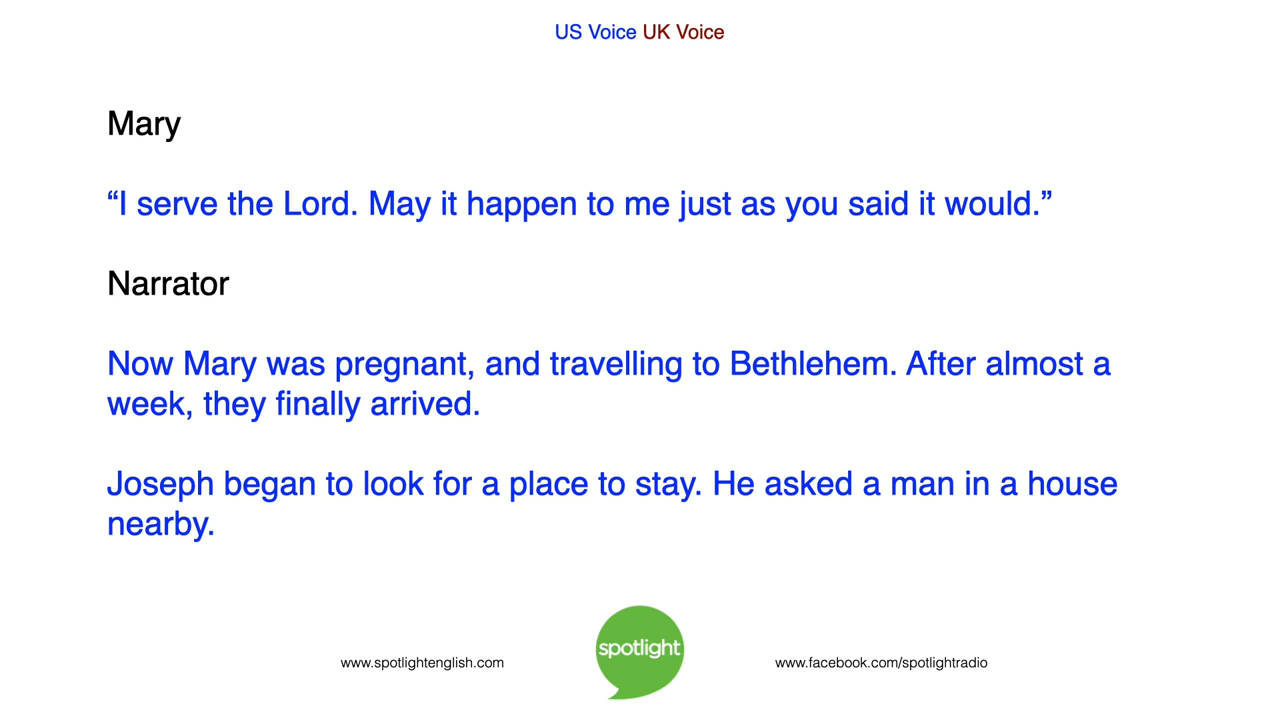 US Voice UK Voice
Mary
“I serve the Lord. May it happen to me just as you said it would.”
Narrator
Now Mary was pregnant, and travelling to Bethlehem. After almost a
week, they finally arrived.
Joseph began to look for a place to stay. He asked a man in a house
nearby.
www.spotlightenglish.com
spotlight
www.facebook.com/spotlightradio